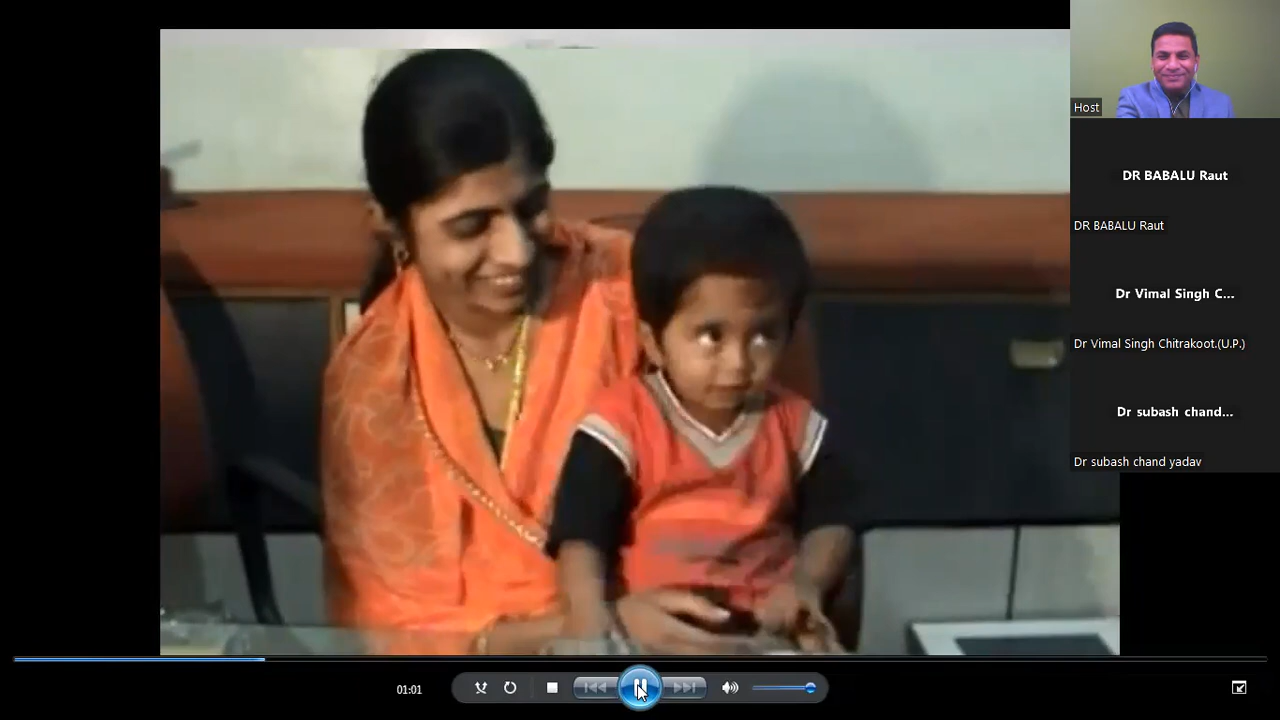 Host
DR BABALU Raut
DR BABALU Raut
Dr Vimal Singh C...
Dr Vimal Singh Chitrakoot.(U.P.)
Dr subash chand...
Dr subash chand yadav
01:01